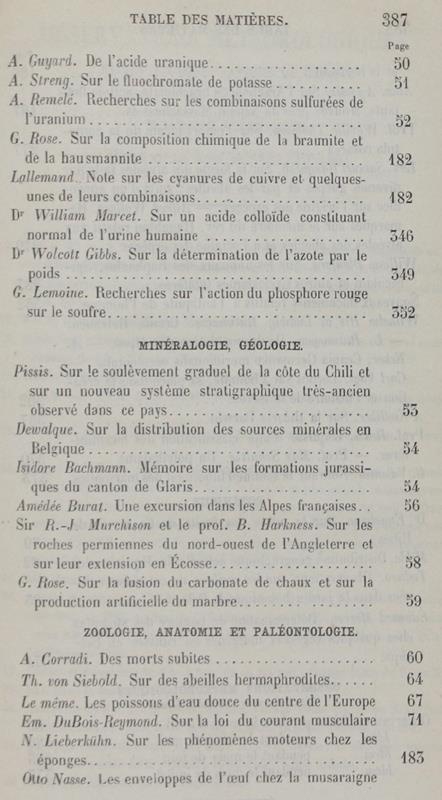 TABLE DES MATIÈRES. 387
Page
A. Guyard. De l'acide uranique................... 50
A. Streng. Sur le fluochromate de potasse............ 51
A. Remelé. Recherches sur les combinaisons sulfurées de
l'uranium............................... 52
G. Rose. Sur la composition chimique de la braunite et
de la hausmannite........................ 182
Lallemand. Note sur les cyanures de cuivre et quelques-
unes de leurs combinaisons.................. 182
Dr William Marcet. Sur un acide colloïde constituant
normal de l'urine humaine.................. 346
Dr Wolcott Gibbs. Sur la détermination de l'azote par le
poids................................. 349
G. Lemoine. Recherches sur l'action du phosphore rouge
sur le soufre............................ 352
MINÉRALOGIE, GÉOLOGIE.
Pissis. Sur le soulèvement graduel de la côte du Chili et
sur un nouveau système stratigraphique très-ancien
observé dans ce pays...................... 53
Dewalque. Sur la distribution des sources minérales en
Belgique............................... 54
Isidore Bachmann. Mémoire sur les formations jurassi-
ques du canton de Glaris.................... 54
Amédée Burat. Une excursion dans les Alpes françaises.. 56
Sir R.-J. Murchison et le prof. B. Harkness. Sur les
roches permiennes du nord-ouest de l'Angleterre et
sur leur extension en Écosse................. 58
G. Rose. Sur la fusion du carbonate de chaux et sur la
production artificielle du marbre.............. 59
ZOOLOGIE, ANATOMIE ET PALÉONTOLOGIE.
A. Corradi. Des morts subites.................. 60
Th. von Siebold. Sur des abeilles hermaphrodites...... 64
Le même. Les poissons d'eau douce du centre de l'Europe 67
Em. DuBois-Reymond. Sur la loi du courant musculaire 71
N. Lieberkühn. Sur les phénomènes moteurs chez les
éponges............................... 183
Otto Nasse. Les enveloppes de l'œuf chez la musaraigne